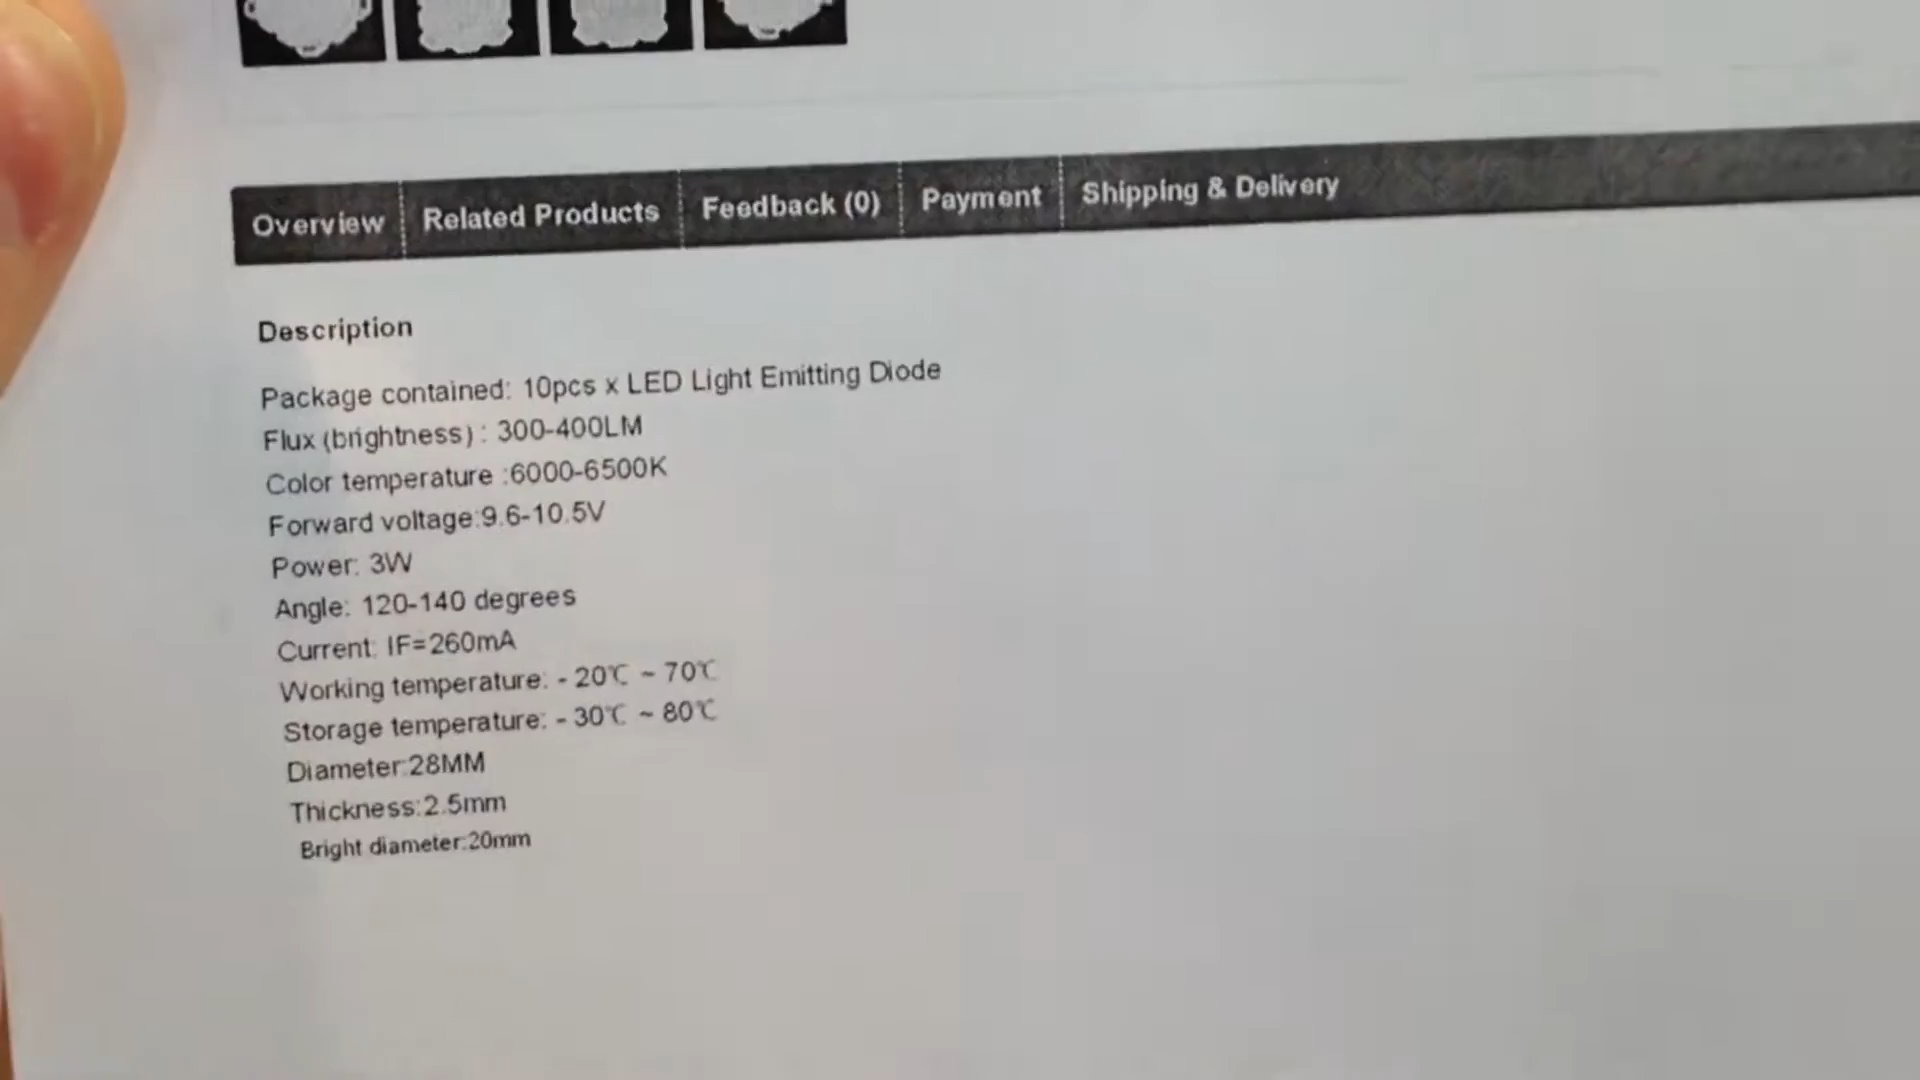 Overview Related Products Feedback (0) Payment Shipping & Delivery
Description
Package contained: 10pcs x LED Light Emitting Diode
Flux (brightness) : 300-400LM
Color temperature :6000-6500K
Forward voltage:9.6-10.5V
Power: 3W
Angle: 120-140 degrees
Current: IF=260mA
Working temperature: - 20℃ ~ 70℃
Storage temperature: - 30℃ ~ 80℃
Diameter:28MM
Thickness:2.5mm
Bright diameter:20mm